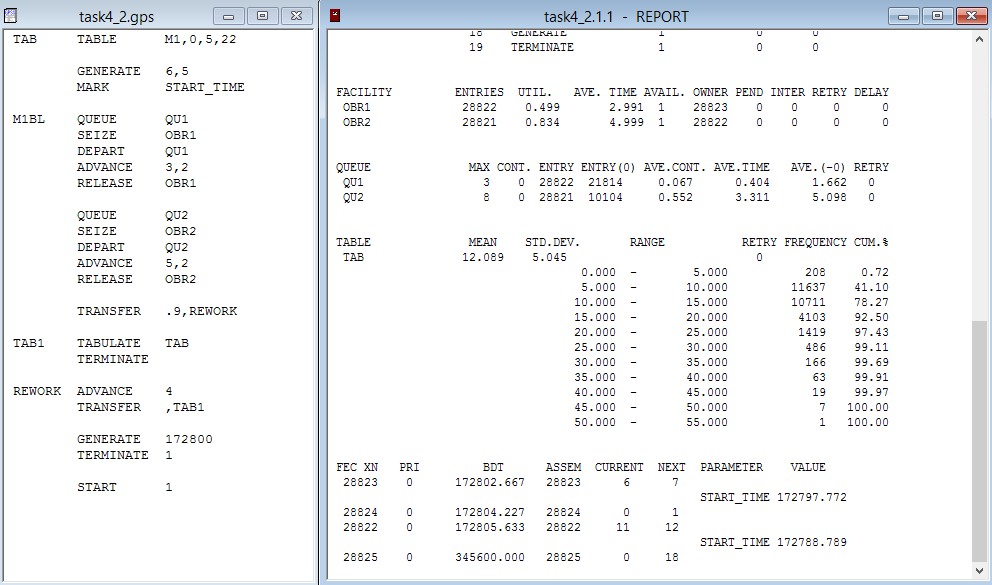 task4_2.gps
TAB TABLE M1,0,5,22
GENERATE 6,5
MARK START_TIME
M1BL QUEUE QU1
SEIZE OBR1
DEPART QU1
ADVANCE 3,2
RELEASE OBR1
QUEUE QU2
SEIZE OBR2
DEPART QU2
ADVANCE 5,2
RELEASE OBR2
TRANSFER .9,REWORK
TAB1 TABULATE TAB
TERMINATE
REWORK ADVANCE 4
TRANSFER ,TAB1
GENERATE 172800
TERMINATE 1
START 1
task4_2.1.1 - REPORT
18 GENERATE 1 0 0
19 TERMINATE 1 0 0
FACILITY ENTRIES UTIL. AVE. TIME AVAIL. OWNER PEND INTER RETRY DELAY
OBR1 28822 0.499 2.991 1 28823 0 0 0 0
OBR2 28821 0.834 4.999 1 28822 0 0 0 0
QUEUE MAX CONT. ENTRY ENTRY(0) AVE.CONT. AVE.TIME AVE.(-0) RETRY
QU1 3 0 28822 21814 0.067 0.404 1.662 0
QU2 8 0 28821 10104 0.552 3.311 5.098 0
TABLE MEAN STD.DEV. RANGE RETRY FREQUENCY CUM.%
TAB 12.089 5.045 0
0.000 - 5.000 208 0.72
5.000 - 10.000 11637 41.10
10.000 - 15.000 10711 78.27
15.000 - 20.000 4103 92.50
20.000 - 25.000 1419 97.43
25.000 - 30.000 486 99.11
30.000 - 35.000 166 99.69
35.000 - 40.000 63 99.91
40.000 - 45.000 19 99.97
45.000 - 50.000 7 100.00
50.000 - 55.000 1 100.00
FEC XN PRI BDT ASSEM CURRENT NEXT PARAMETER VALUE
28823 0 172802.667 28823 6 7
START_TIME 172797.772
28824 0 172804.227 28824 0 1
28822 0 172805.633 28822 11 12
START_TIME 172788.789
28825 0 345600.000 28825 0 18